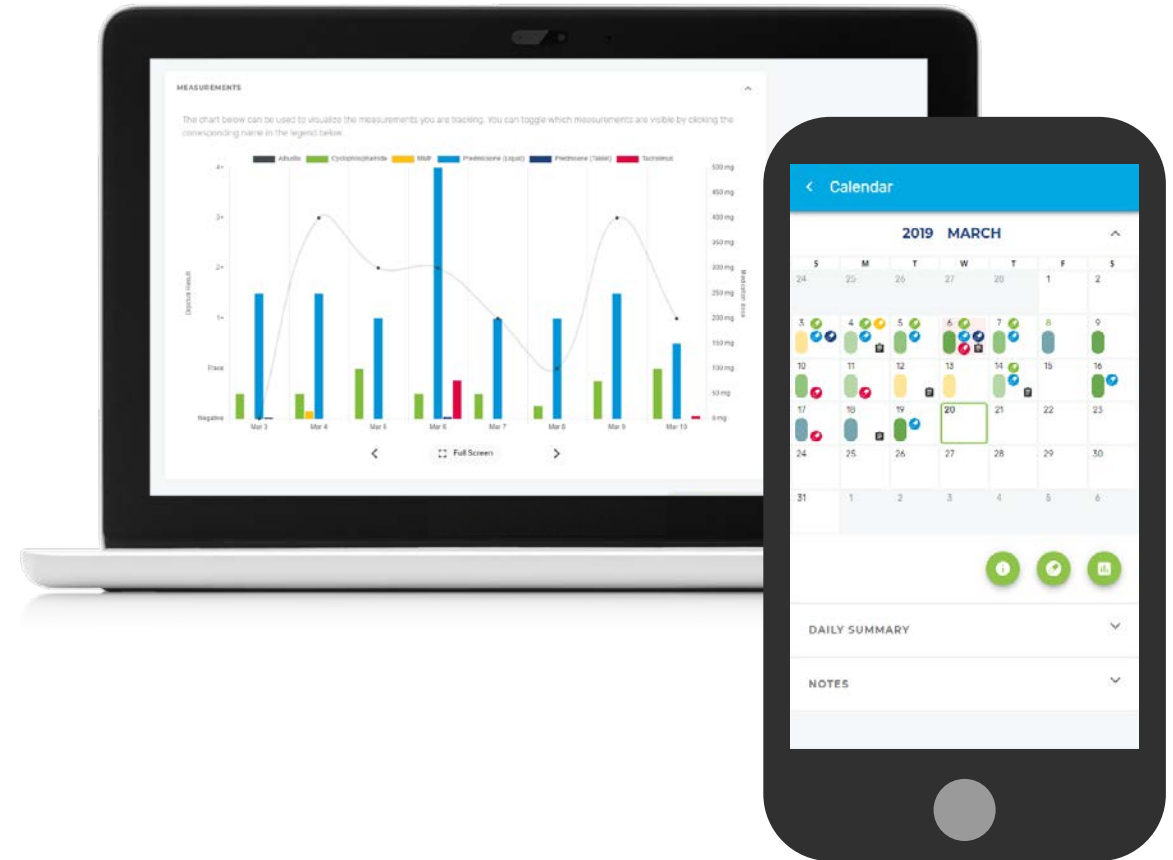 MEASUREMENTS
The chart below can be used to visualize the measurements you are tracking. You can toggle which measurements are visible by clicking the
corresponding name in the legend below.
Albustix Cyclophosphamide MMF Prednisone (Liquid) Prednisone (Tablet) Tacrolimus
4+
3+
2+
1+
Trace
Negative
Dipstick Result
500 mg
450 mg
400 mg
350 mg
300 mg
250 mg
200 mg
150 mg
100 mg
50 mg
0 mg
Medication dose
Mar 3 Mar 4 Mar 5 Mar 6 Mar 7 Mar 8 Mar 9 Mar 10
Full Screen
Calendar
2019 MARCH
S M T W T F S
24 25 26 27 28 1 2
3 4 5 6 7 8 9
10 11 12 13 14 15 16
17 18 19 20 21 22 23
24 25 26 27 28 29 30
31 1 2 3 4 5 6
DAILY SUMMARY
NOTES